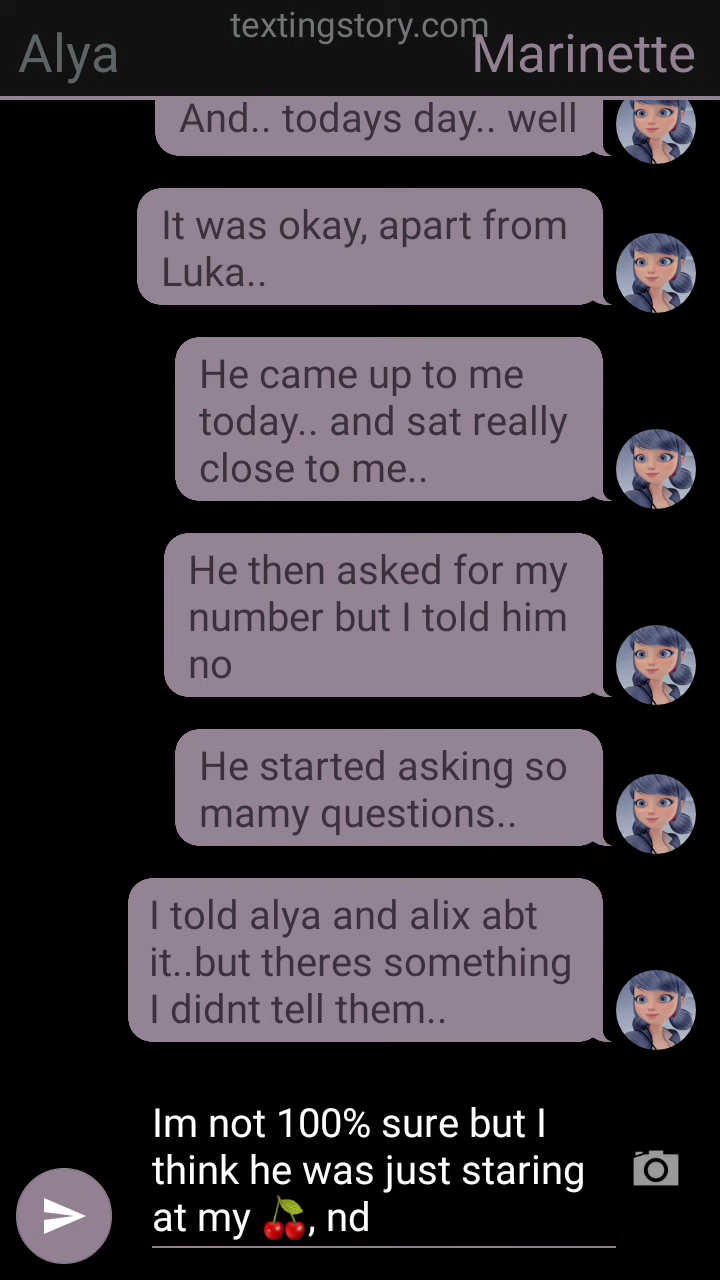 textingstory.com
Alya
Marinette
And.. todays day.. well
It was okay, apart from
Luka..
He came up to me
today.. and sat really
close to me..
He then asked for my
number but I told him
no
He started asking so
mamy questions..
I told alya and alix abt
it..but theres something
I didnt tell them..
Im not 100% sure but I
think he was just staring
at my 🍒, nd